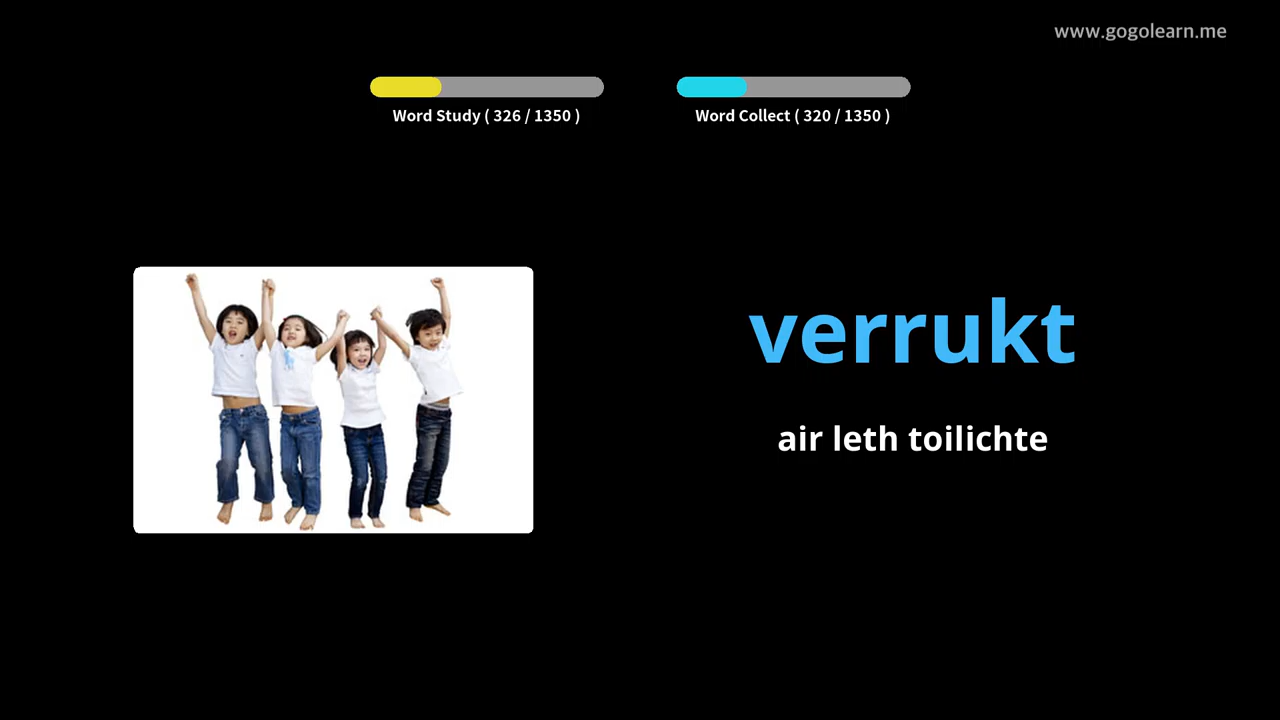 www.gogolearn.me
Word Study ( 326 / 1350 )
Word Collect ( 320 / 1350 )
verrukt
air leth toilichte